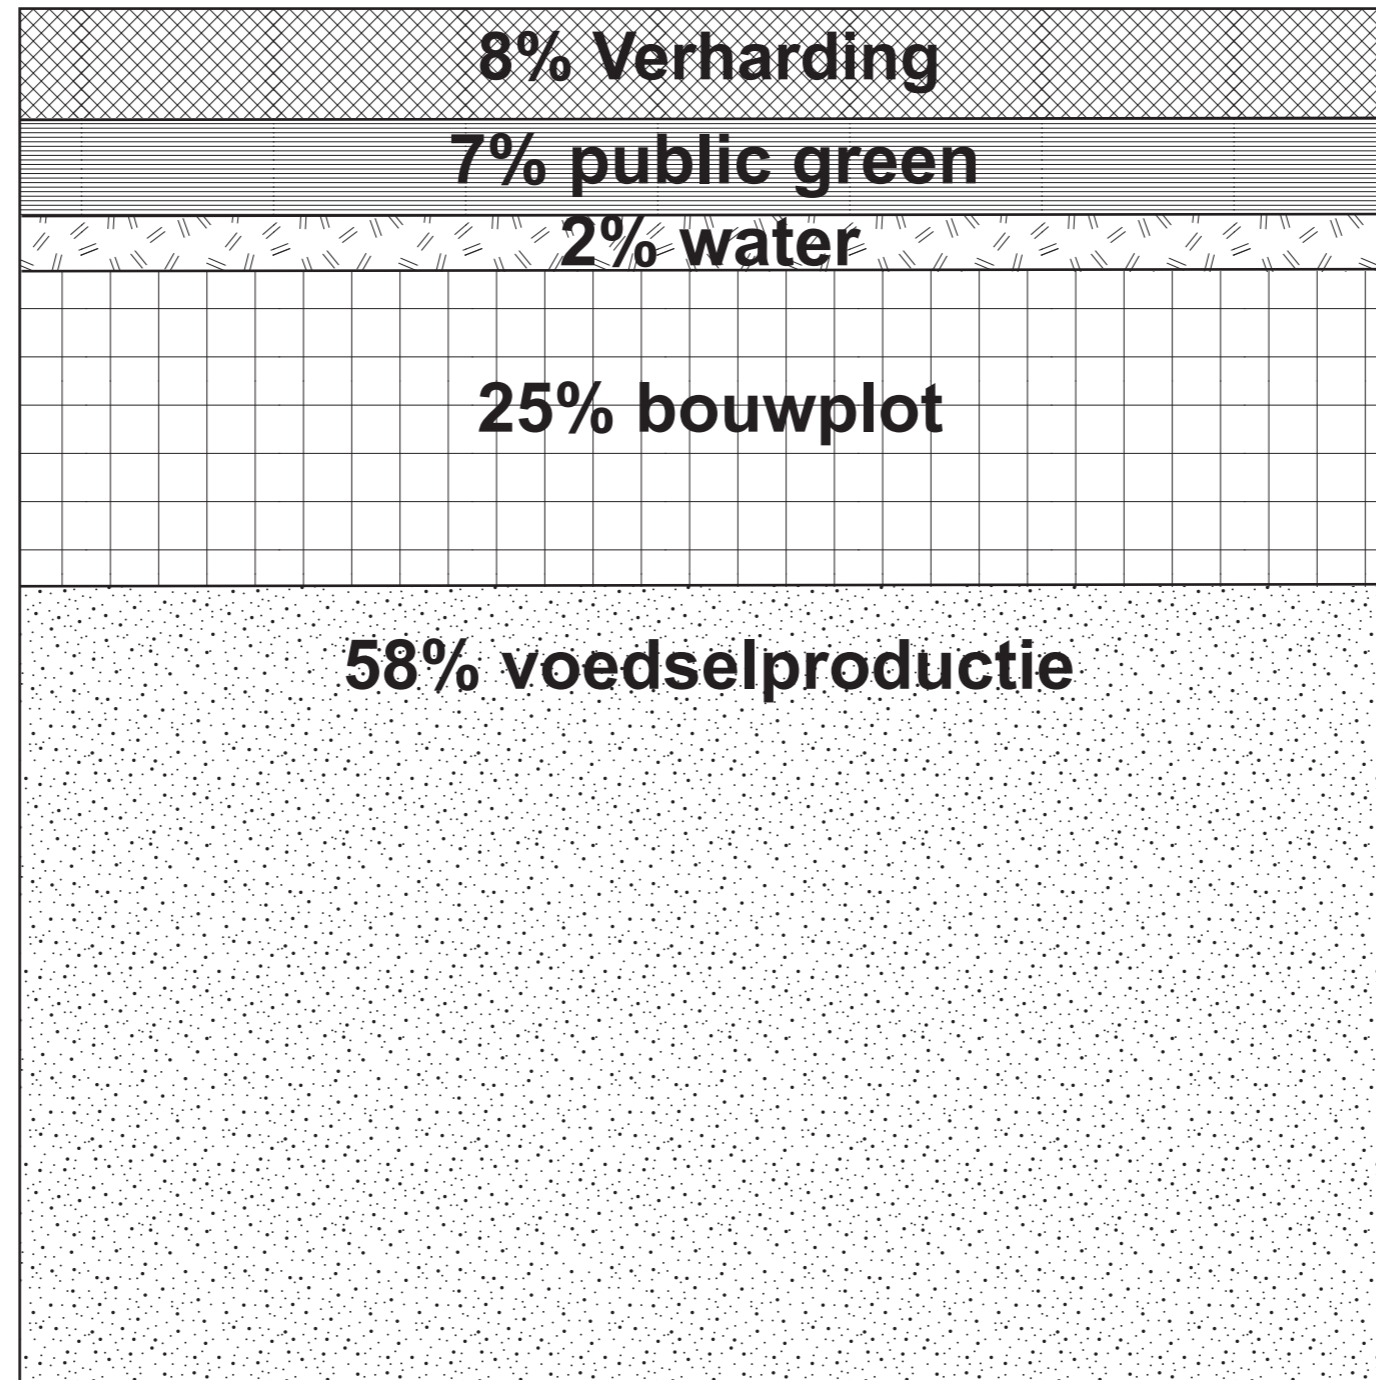 8% Verharding
7% public green
2% water
25% bouwplot
58% voedselproductie